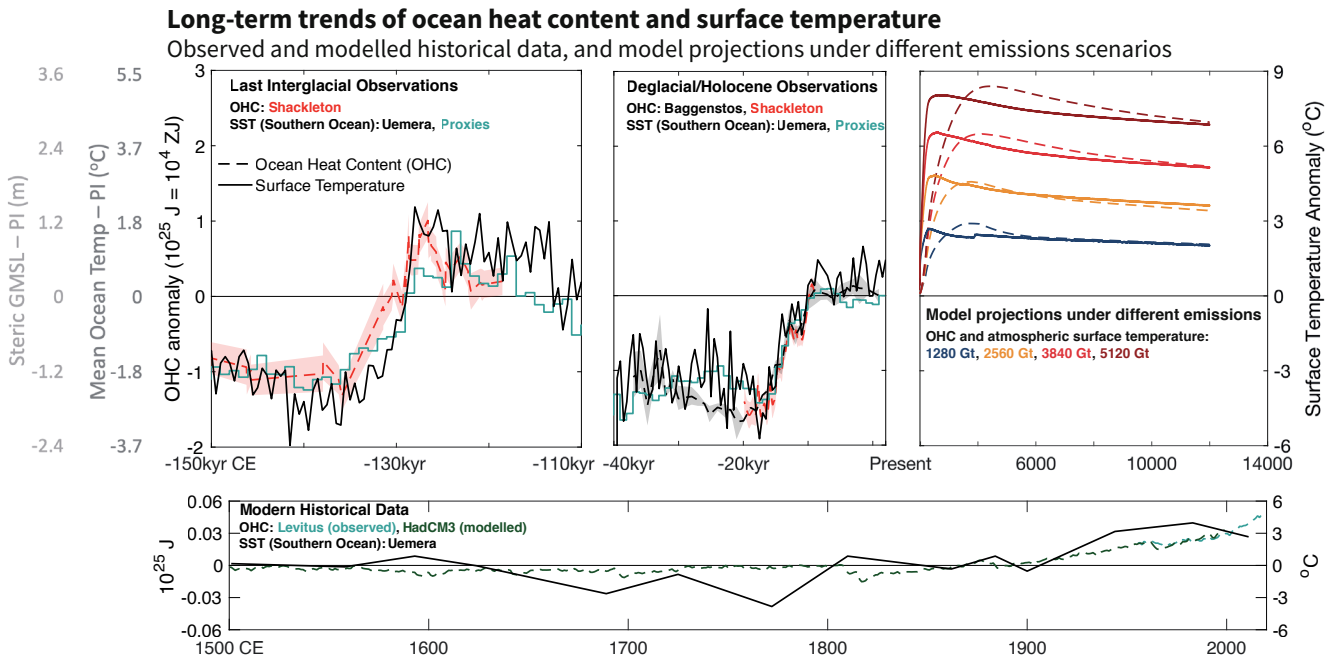 Long-term trends of ocean heat content and surface temperature
Observed and modelled historical data, and model projections under different emissions scenarios
Steric GMSL – PI (m)
3.6
2.4
1.2
0
-1.2
-2.4
Mean Ocean Temp – PI (ºC)
5.5
3.7
1.8
0
-1.8
-3.7
OHC anomaly (10²⁵ J = 10⁴ ZJ)
3
2
1
0
-1
-2
Last Interglacial Observations
OHC: Shackleton
SST (Southern Ocean): Uemera, Proxies
Ocean Heat Content (OHC)
Surface Temperature
-150kyr CE
-130kyr
-110kyr
Deglacial/Holocene Observations
OHC: Baggenstos, Shackleton
SST (Southern Ocean): Uemera, Proxies
-40kyr
-20kyr
Present
Model projections under different emissions
OHC and atmospheric surface temperature:
1280 Gt, 2560 Gt, 3840 Gt, 5120 Gt
6000
10000
14000
9
6
3
0
-3
-6
Surface Temperature Anomaly (ºC)
Modern Historical Data
OHC: Levitus (observed), HadCM3 (modelled)
SST (Southern Ocean): Uemera
10²⁵ J
0.06
0.03
0
-0.03
-0.06
1500 CE
1600
1700
1800
1900
2000
6
3
0
-3
-6
ºC